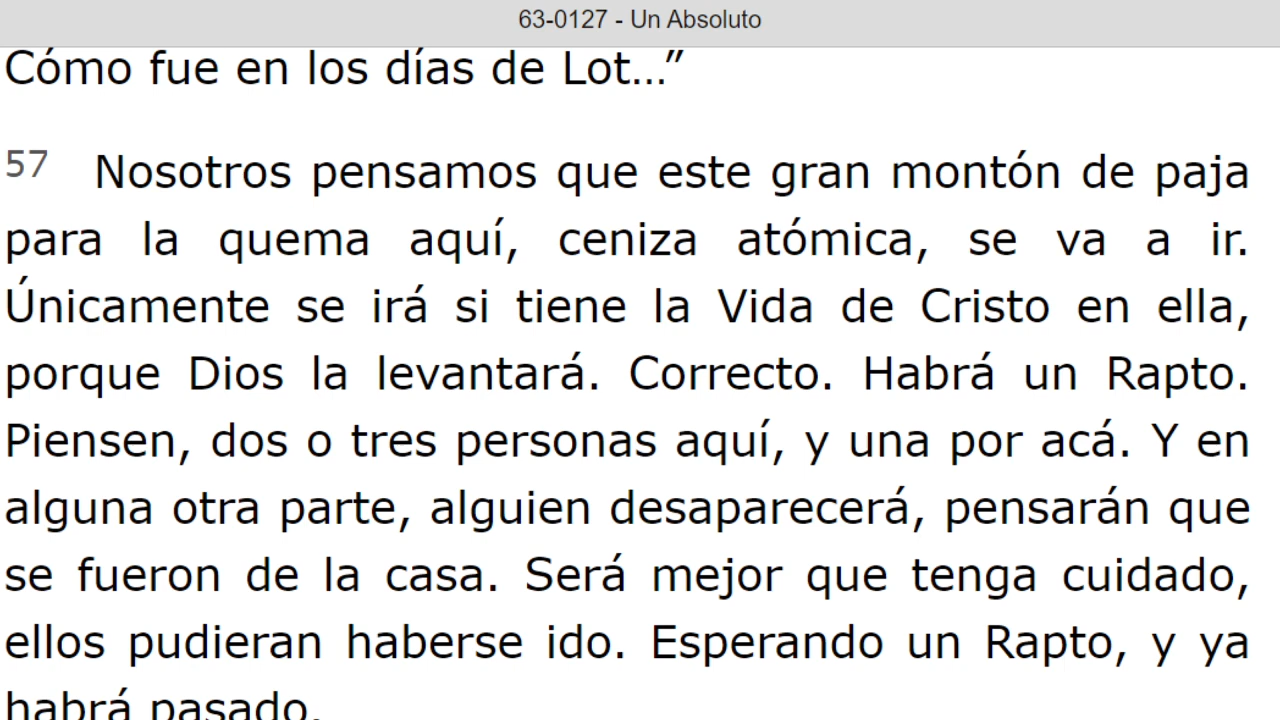 63-0127 - Un Absoluto
Cómo fue en los días de Lot…”
57 Nosotros pensamos que este gran montón de paja
para la quema aquí, ceniza atómica, se va a ir.
Únicamente se irá si tiene la Vida de Cristo en ella,
porque Dios la levantará. Correcto. Habrá un Rapto.
Piensen, dos o tres personas aquí, y una por acá. Y en
alguna otra parte, alguien desaparecerá, pensarán que
se fueron de la casa. Será mejor que tenga cuidado,
ellos pudieran haberse ido. Esperando un Rapto, y ya
habrá pasado.